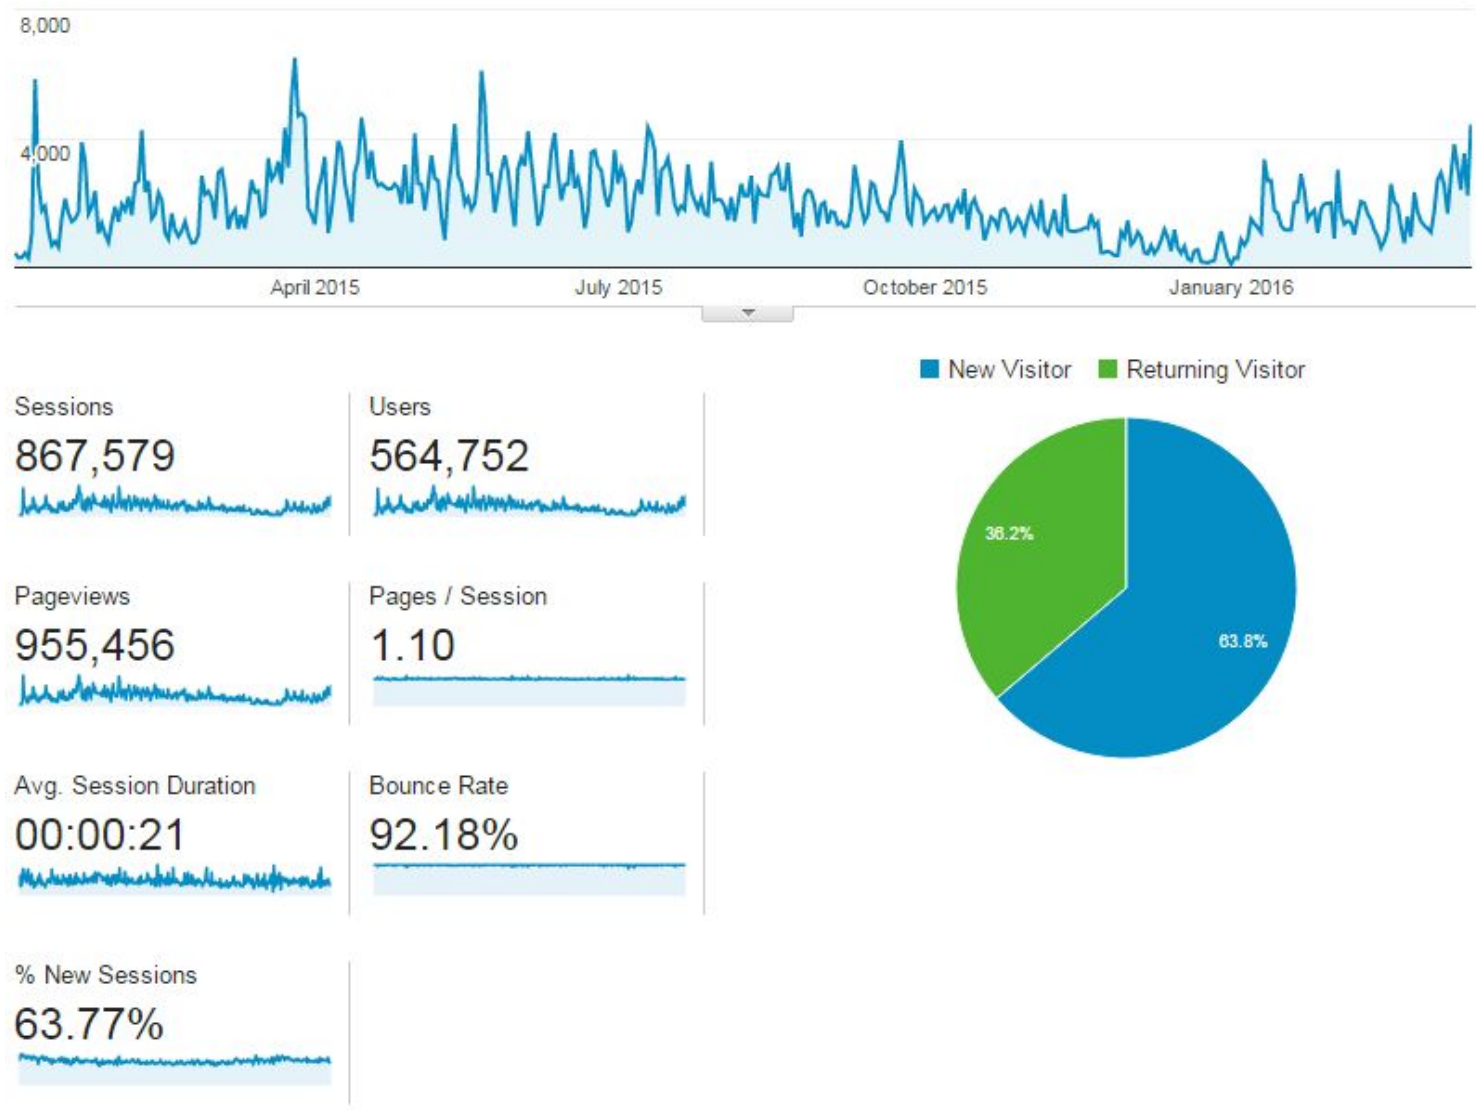 8,000
4,000
April 2015 July 2015 October 2015 January 2016
New Visitor Returning Visitor
Sessions Users
867,579 564,752
36.2%
Pageviews Pages / Session
955,456 1.10
63.8%
Avg. Session Duration Bounce Rate
00:00:21 92.18%
% New Sessions
63.77%